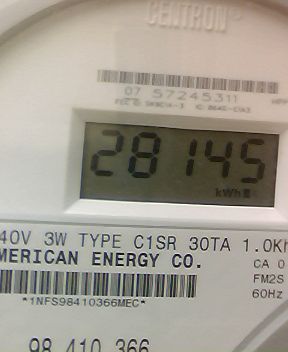 CENTRON®
07 57245311
28145
kWh
40V 3W TYPE C1SR 30TA 1.0Kh
MERICAN ENERGY CO.
CA 0
FM2S
60Hz
*1NFS98410366MEC*
98 410 366